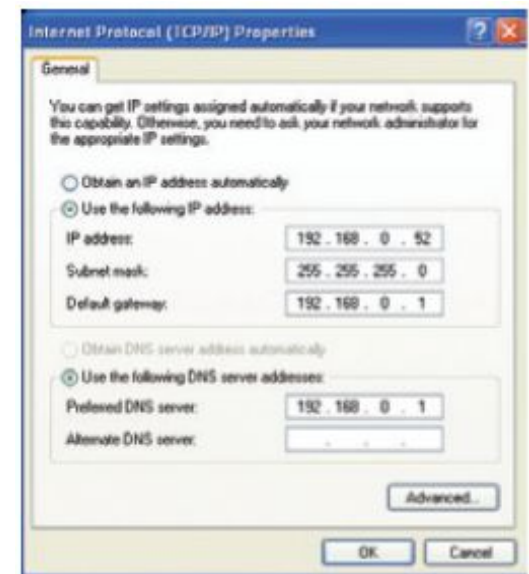 Internet Protocol (TCP/IP) Properties
General
You can get IP settings assigned automatically if your network supports
this capability. Otherwise, you need to ask your network administrator for
the appropriate IP settings.
Obtain an IP address automatically
Use the following IP address:
IP address: 192 . 168 . 0 . 52
Subnet mask: 255 . 255 . 255 . 0
Default gateway: 192 . 168 . 0 . 1
Obtain DNS server address automatically
Use the following DNS server addresses:
Preferred DNS server: 192 . 168 . 0 . 1
Alternate DNS server: . . .
Advanced...
OK Cancel